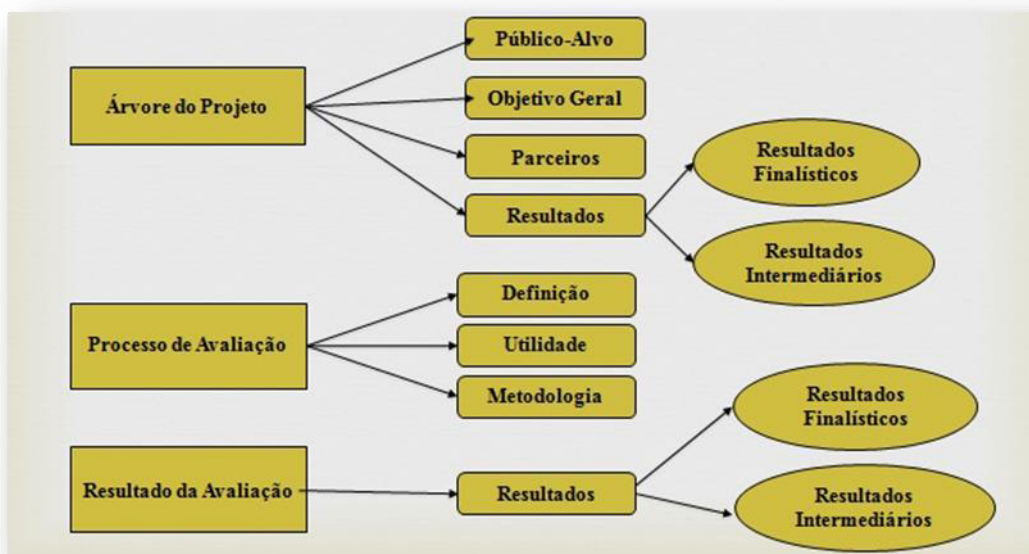 Público-Alvo
Árvore do Projeto
Objetivo Geral
Parceiros
Resultados
Finalísticos
Resultados
Resultados
Intermediários
Definição
Processo de Avaliação
Utilidade
Metodologia
Resultados
Finalísticos
Resultado da Avaliação
Resultados
Resultados
Intermediários